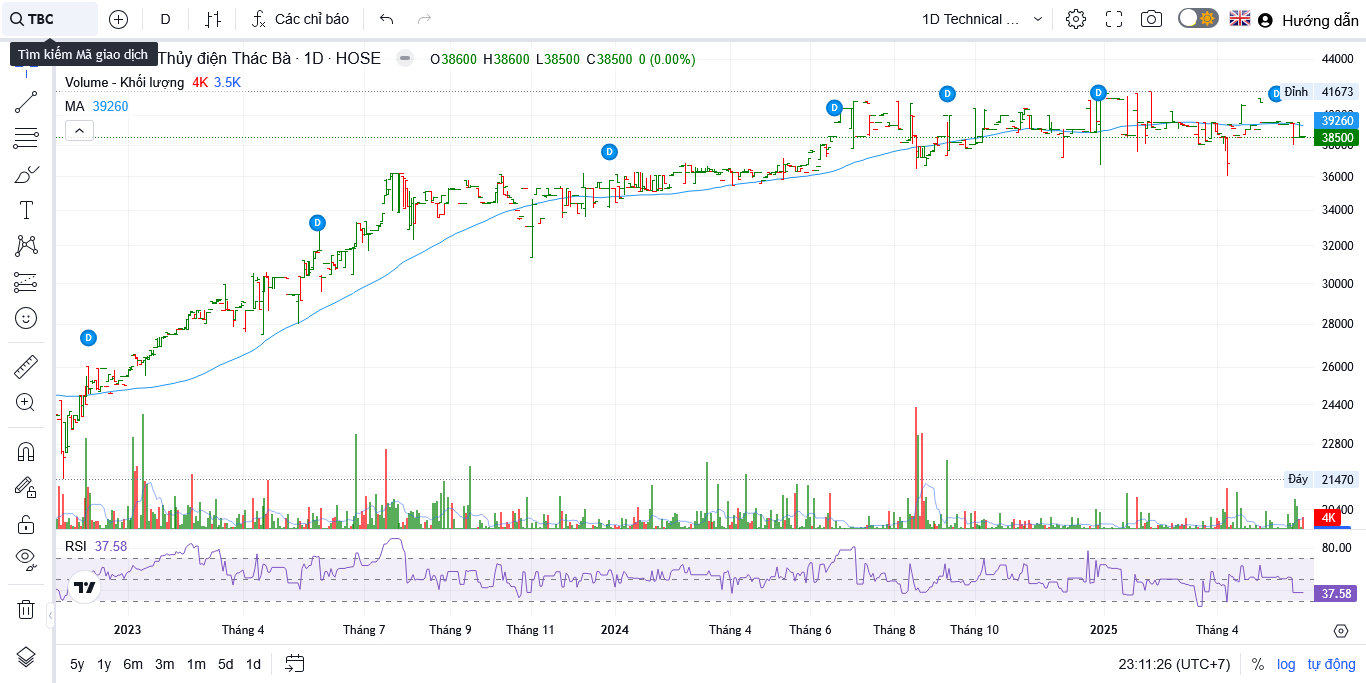 TBC
D
Các chỉ báo
1D Technical ...
Hướng dẫn
Tìm kiếm Mã giao dịch
Thủy điện Thác Bà · 1D · HOSE
O38600 H38600 L38500 C38500 0 (0.00%)
Volume - Khối lượng 4K 3.5K
MA 39260
D
D
D
D
D
D
D
44000
Đỉnh 41673
39260
38500
36000
34000
32000
30000
28000
26000
24400
22800
Đáy 21470
20400
4K
RSI 37.58
80.00
37.58
2023 Tháng 4 Tháng 7 Tháng 9 Tháng 11 2024 Tháng 4 Tháng 6 Tháng 8 Tháng 10 2025 Tháng 4
5y 1y 6m 3m 1m 5d 1d
23:11:26 (UTC+7) % log tự động